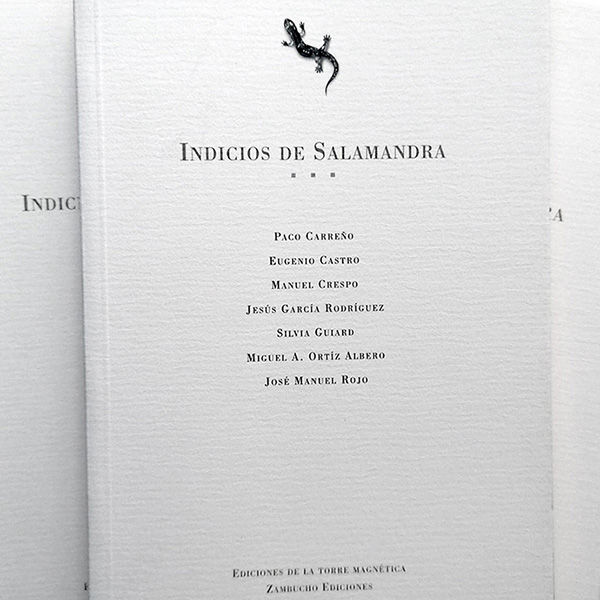 INDICIOS DE SALAMANDRA
PACO CARREÑO
EUGENIO CASTRO
MANUEL CRESPO
JESÚS GARCÍA RODRÍGUEZ
SILVIA GUIARD
MIGUEL A. ORTÍZ ALBERO
JOSÉ MANUEL ROJO
EDICIONES DE LA TORRE MAGNÉTICA
ZAMBUCHO EDICIONES